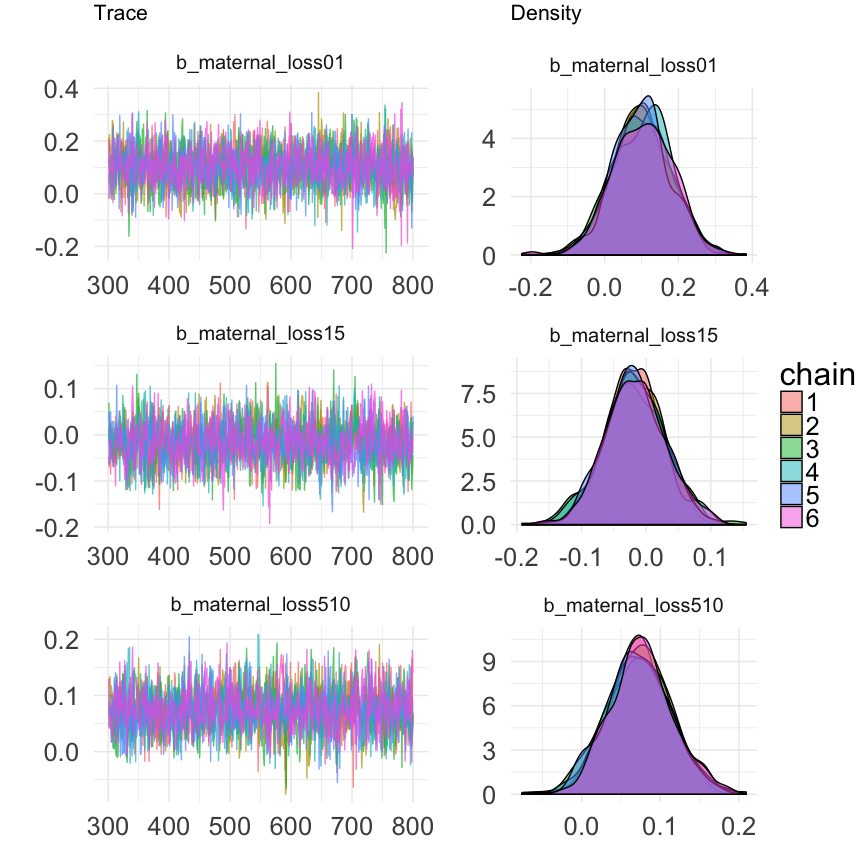 Trace
Density
b_maternal_loss01
0.4
0.2
0.0
-0.2
300 400 500 600 700 800
b_maternal_loss01
4
2
0
-0.2 0.0 0.2 0.4
b_maternal_loss15
0.1
0.0
-0.1
-0.2
300 400 500 600 700 800
b_maternal_loss15
7.5
5.0
2.5
0.0
-0.2 -0.1 0.0 0.1
b_maternal_loss510
0.2
0.1
0.0
300 400 500 600 700 800
b_maternal_loss510
9
6
3
0
0.0 0.1 0.2
chain
1
2
3
4
5
6